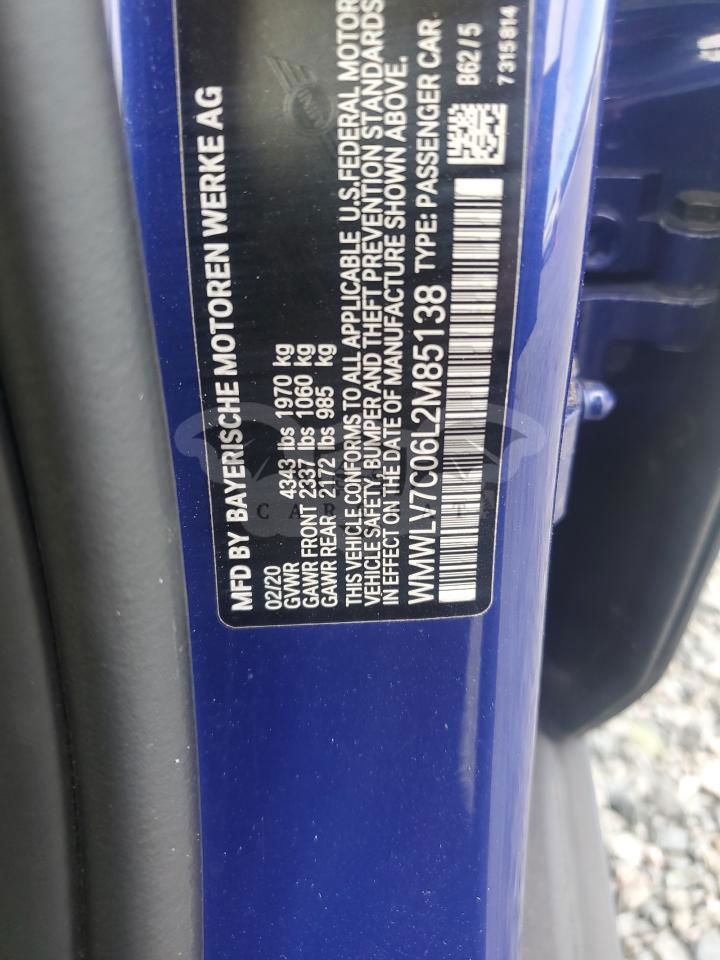 MFD BY BAYERISCHE MOTOREN WERKE AG
02/20
GVWR 4343 lbs 1970 kg
GAWR FRONT 2337 lbs 1060 kg
GAWR REAR 2172 lbs 985 kg
THIS VEHICLE CONFORMS TO ALL APPLICABLE U.S. FEDERAL MOTOR
VEHICLE SAFETY, BUMPER AND THEFT PREVENTION STANDARDS
IN EFFECT ON THE DATE OF MANUFACTURE SHOWN ABOVE.
WMWLV7C06L2M85138 TYPE: PASSENGER CAR
B62/5
7315814